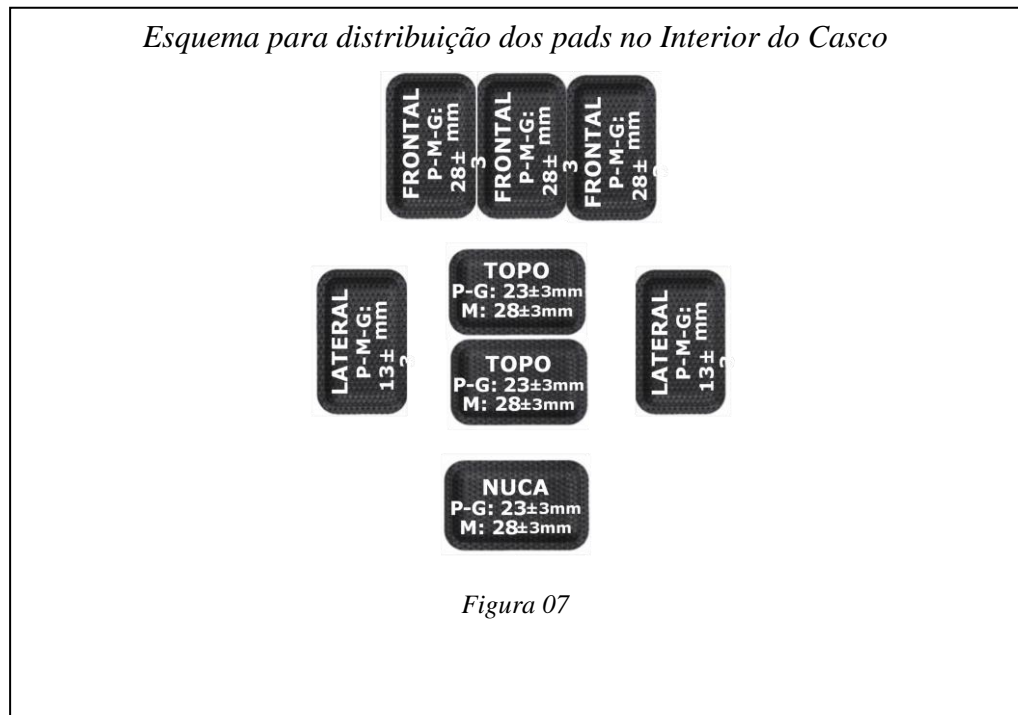 Esquema para distribuição dos pads no Interior do Casco
FRONTAL
P-M-G:
28± mm
3
FRONTAL
P-M-G:
28± mm
3
FRONTAL
P-M-G:
28± mm
LATERAL
P-M-G:
13± mm
TOPO
P-G: 23±3mm
M: 28±3mm
TOPO
P-G: 23±3mm
M: 28±3mm
LATERAL
P-M-G:
13± mm
NUCA
P-G: 23±3mm
M: 28±3mm
Figura 07